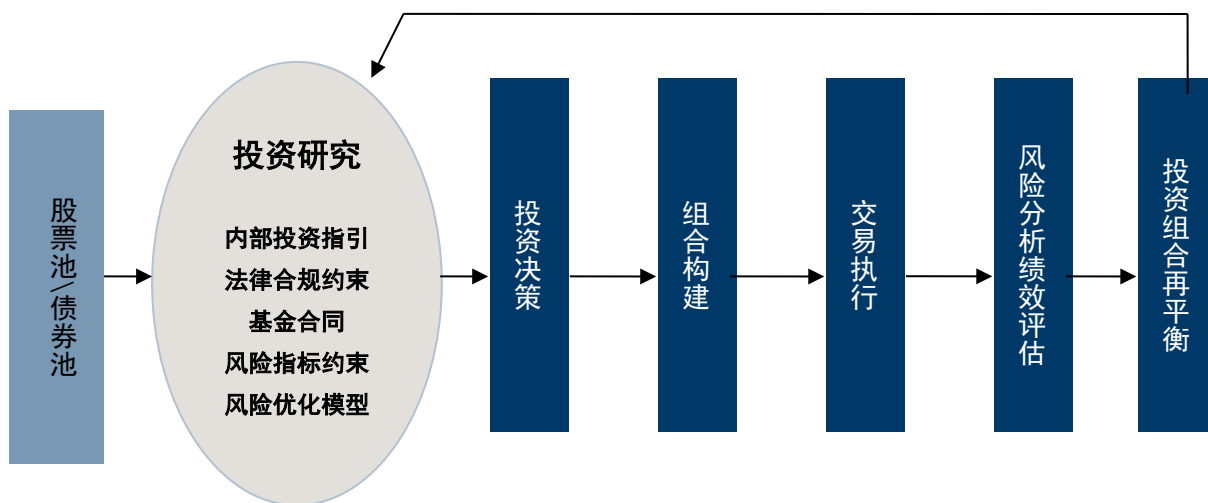 股票池\债券池
投资研究
内部投资指引
法律合规约束
基金合同
风险指标约束
风险优化模型
投资决策
组合构建
交易执行
风险分析绩效评估
投资组合再平衡